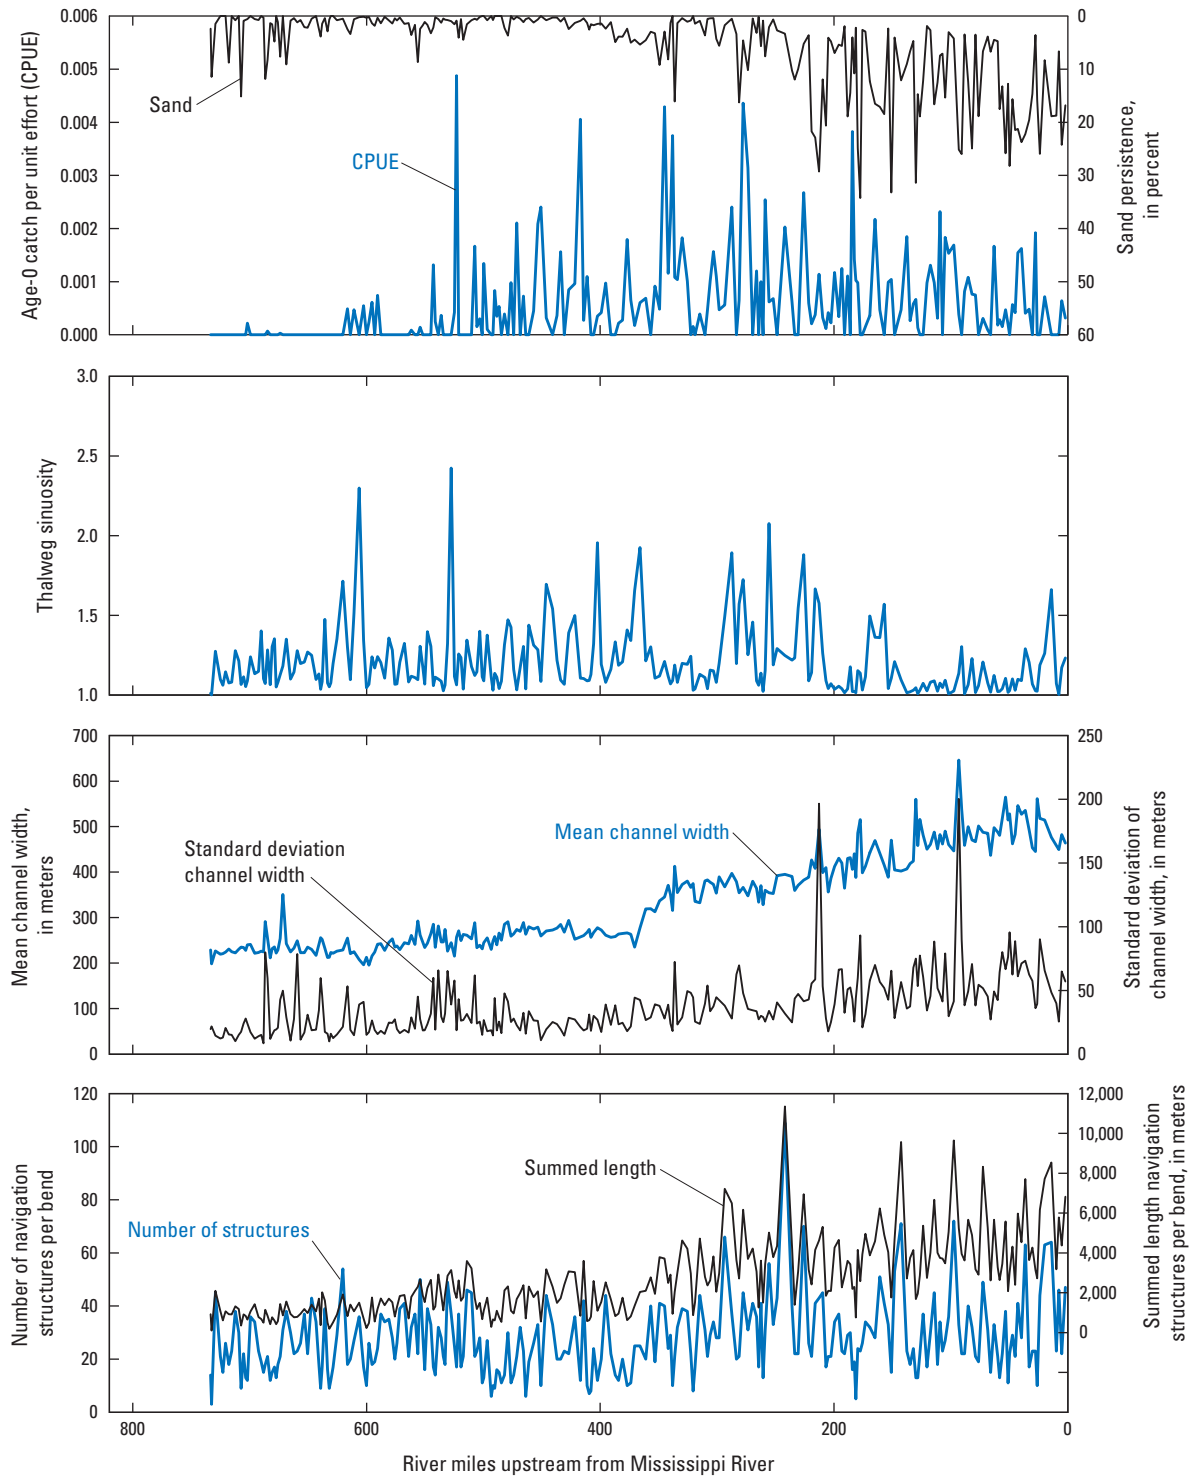 0.006
0.005
0.004
0.003
0.002
0.001
0.000
Age-0 catch per unit effort (CPUE)
Sand
CPUE
0
10
20
30
40
50
60
Sand persistence,
in percent
3.0
2.5
2.0
1.5
1.0
Thalweg sinuosity
700
600
500
400
300
200
100
0
Mean channel width,
in meters
Standard deviation
channel width
Mean channel width
250
200
150
100
50
0
Standard deviation of
channel width, in meters
120
100
80
60
40
20
0
Number of navigation
structures per bend
Number of structures
Summed length
12,000
10,000
8,000
6,000
4,000
2,000
0
Summed length navigation
structures per bend, in meters
800
600
400
200
0
River miles upstream from Mississippi River